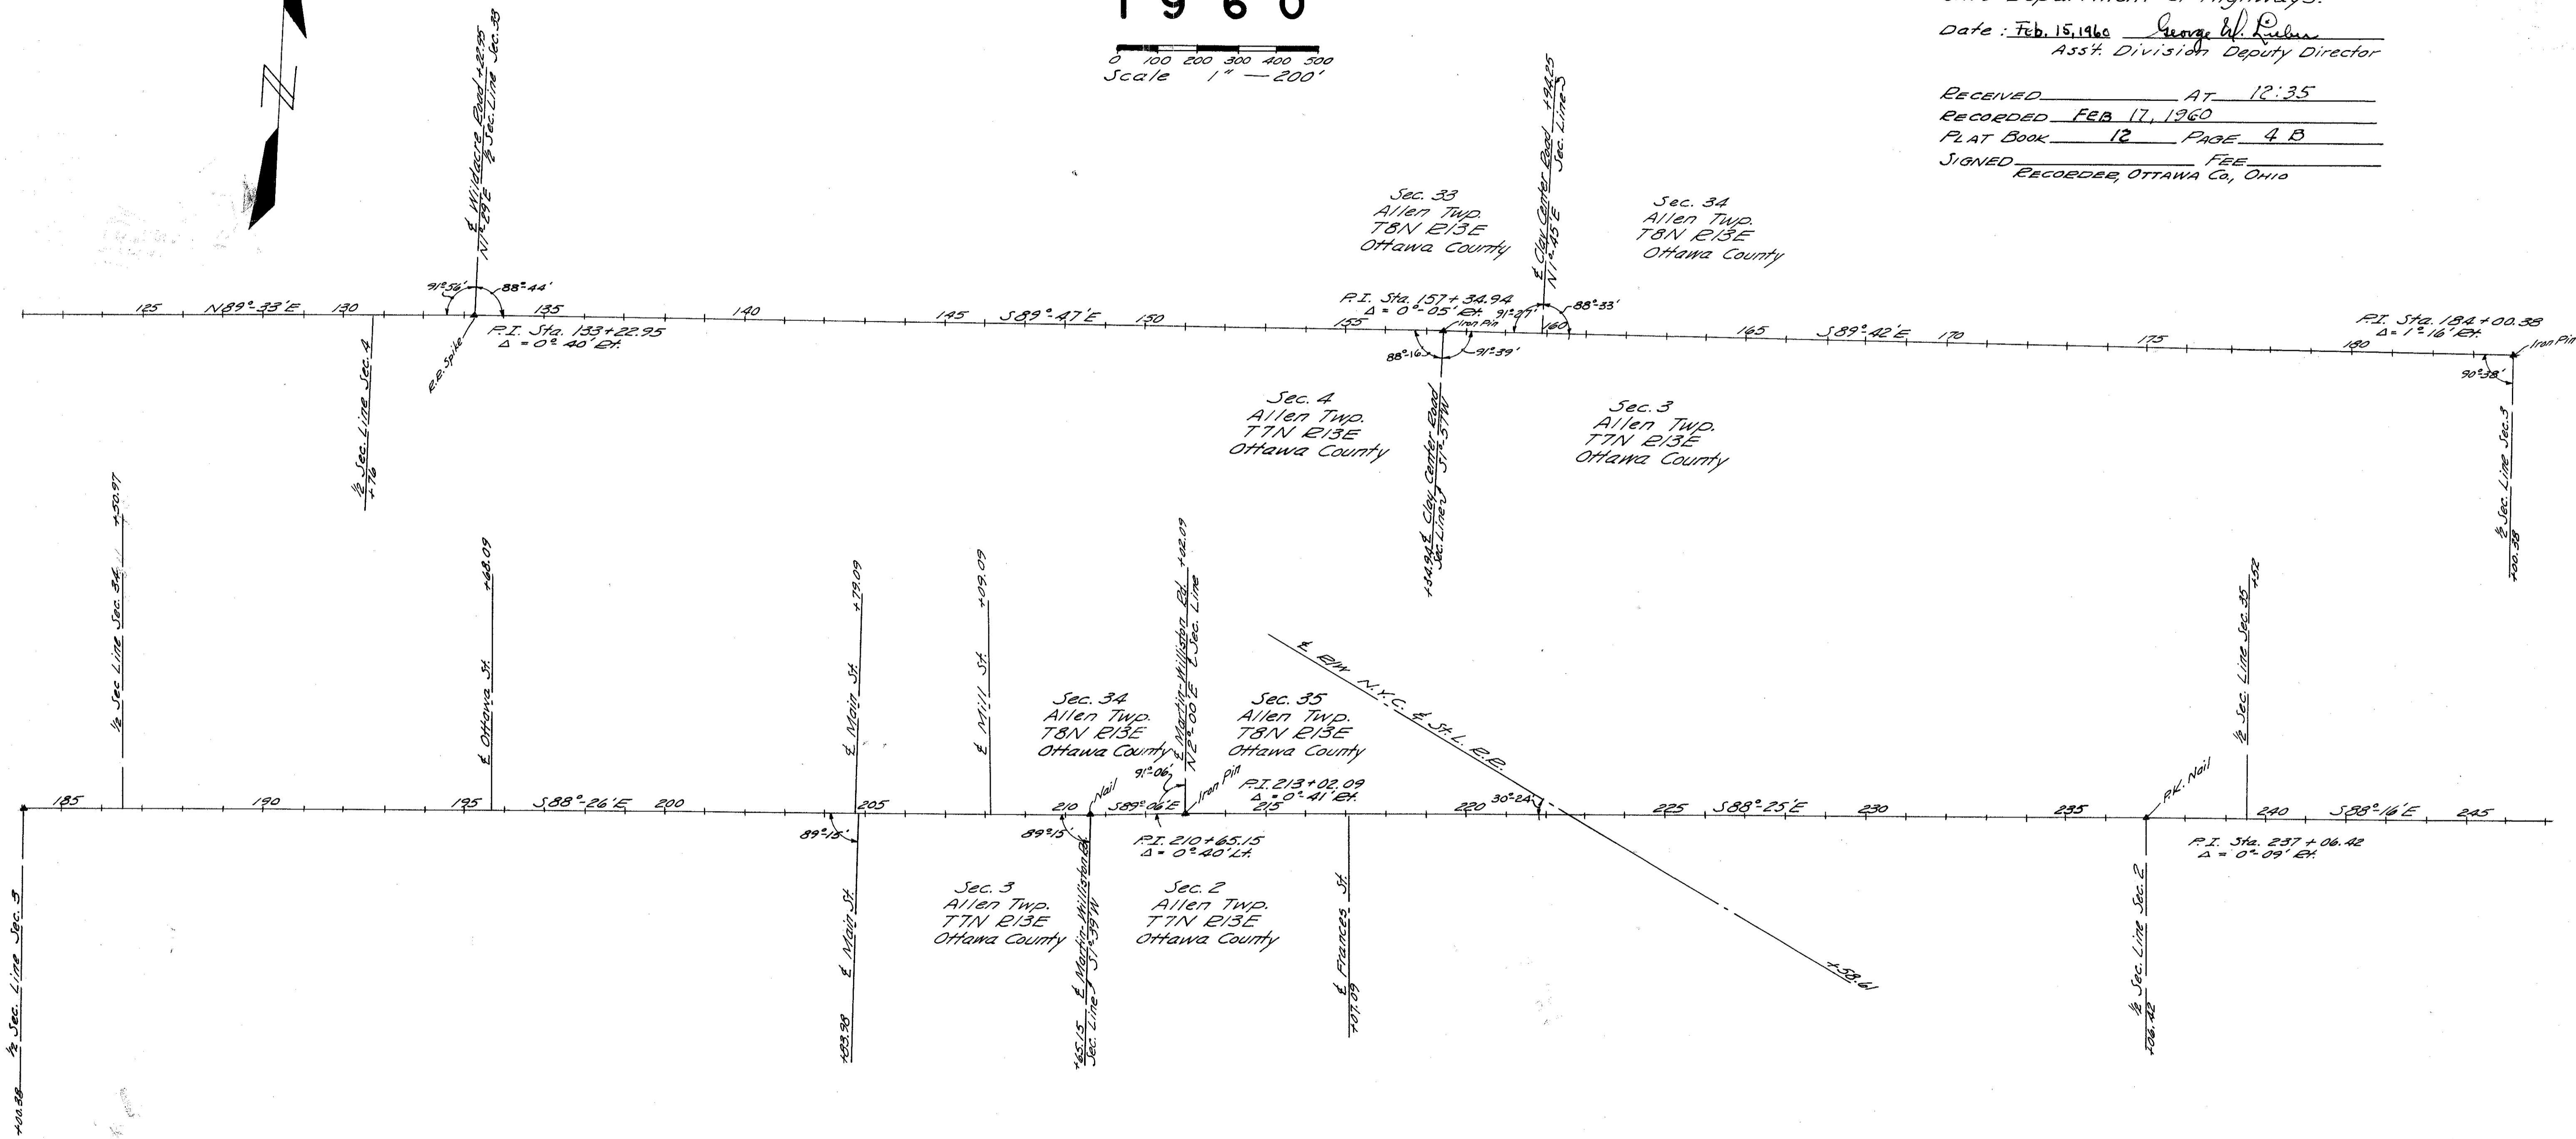 1960
0 100 200 300 400 500
Scale 1" — 200'
Date : Feb. 15, 1960 George W.
Ass't. Division Deputy Director
RECEIVED AT 12:35
RECORDED FEB 17, 1960
PLAT BOOK 12 PAGE 4 B
SIGNED FEE
RECORDER, OTTAWA CO., OHIO
N
℄ Wildacre Road +22.95
N1°-29'E ½ Sec. Line Sec. 33
℄ Clay Center Road +94.25
N1°-45'E Sec. Line
Sec. 33
Allen Twp.
T8N R13E
Ottawa County
Sec. 34
Allen Twp.
T8N R13E
Ottawa County
91°-56' 88°-44'
125 N89°-33'E 130 135 140 145 S89°-47'E 150 155 160 165 S89°-42'E 170 175 180
P.I. Sta. 133+22.95
Δ = 0°-40' Rt.
R.R. Spike
½ Sec. Line Sec. 4
+76
P.I. Sta. 157+34.94
Δ = 0°-05' Rt.
91°-27' 88°-33'
Iron Pin
88°-16' 91°-39'
P.I. Sta. 184+00.38
Δ = 1°-16' Rt.
Iron Pin
90°-38'
Sec. 4
Allen Twp.
T7N R13E
Ottawa County
+34.94 ℄ Clay Center Road
Sec. Line S1°-57'W
Sec. 3
Allen Twp.
T7N R13E
Ottawa County
½ Sec. Line Sec. 3
+00.38
½ Sec Line Sec. 34 +50.97
℄ Ottawa St. +68.09
℄ Main St. +79.09
℄ Mill St. +09.09
℄ Martin-Williston Rd. +02.09
N2°-00'E & Sec. Line
Sec. 34
Allen Twp.
T8N R13E
Ottawa County
Sec. 35
Allen Twp.
T8N R13E
Ottawa County
℄ R/W N.Y.C. & St. L. R.R.
+58.61
½ Sec. Line Sec. 35
+52
91°-06'
Nail
Iron Pin
P.I. 213+02.09
Δ = 0°-41' Rt.
30°-24'
P.K. Nail
185 190 195 S88°-26'E 200 205 210 S89°-06'E 215 220 225 S88°-25'E 230 235 240 S88°-16'E 245
89°-15'
89°-15'
P.I. 210+65.15
Δ = 0°-40' Lt.
P.I. Sta. 237+06.42
Δ = 0°-09' Rt.
+00.38 ½ Sec. Line Sec. 3
+83.98 ℄ Main St.
Sec. 3
Allen Twp.
T7N R13E
Ottawa County
+65.15 ℄ Martin-Williston Rd.
Sec. Line S1°-39'W
Sec. 2
Allen Twp.
T7N R13E
Ottawa County
℄ Frances St.
+07.09
½ Sec. Line Sec. 2
+06.42